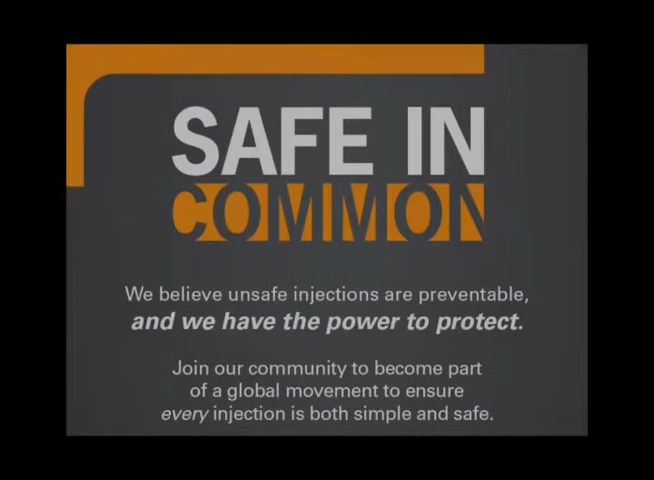 SAFE IN
COMMON
We believe unsafe injections are preventable,
and we have the power to protect.
Join our community to become part
of a global movement to ensure
every injection is both simple and safe.